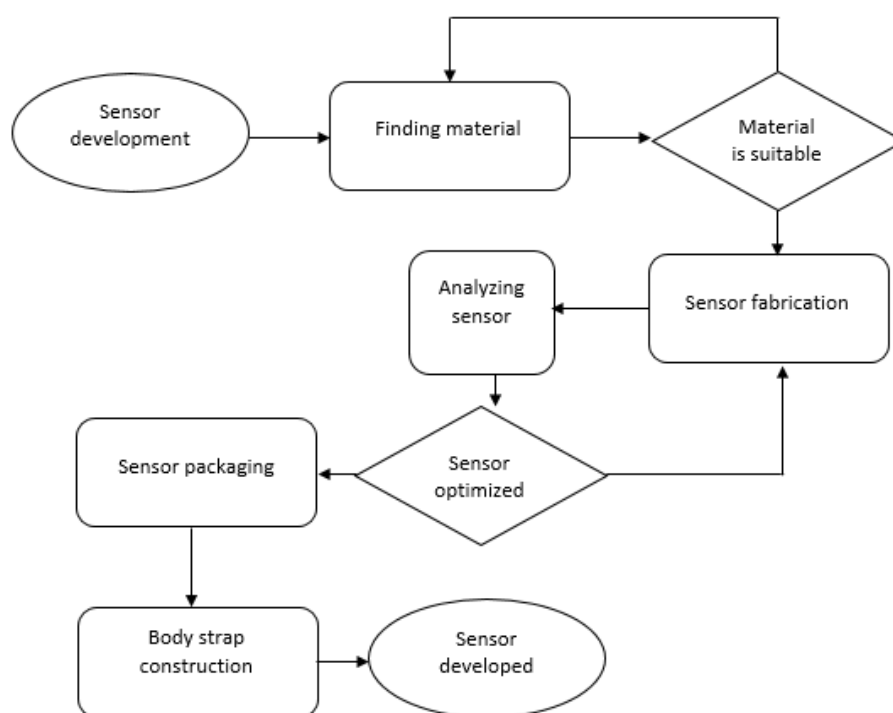 Sensor
development
Finding material
Material
is suitable
Analyzing
sensor
Sensor fabrication
Sensor packaging
Sensor
optimized
Body strap
construction
Sensor
developed